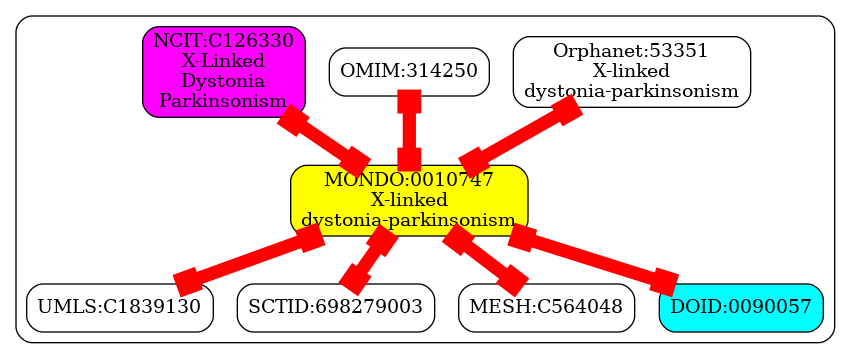 NCIT:C126330
X-Linked
Dystonia
Parkinsonism
OMIM:314250
Orphanet:53351
X-linked
dystonia-parkinsonism
MONDO:0010747
X-linked
dystonia-parkinsonism
UMLS:C1839130
SCTID:698279003
MESH:C564048
DOID:0090057